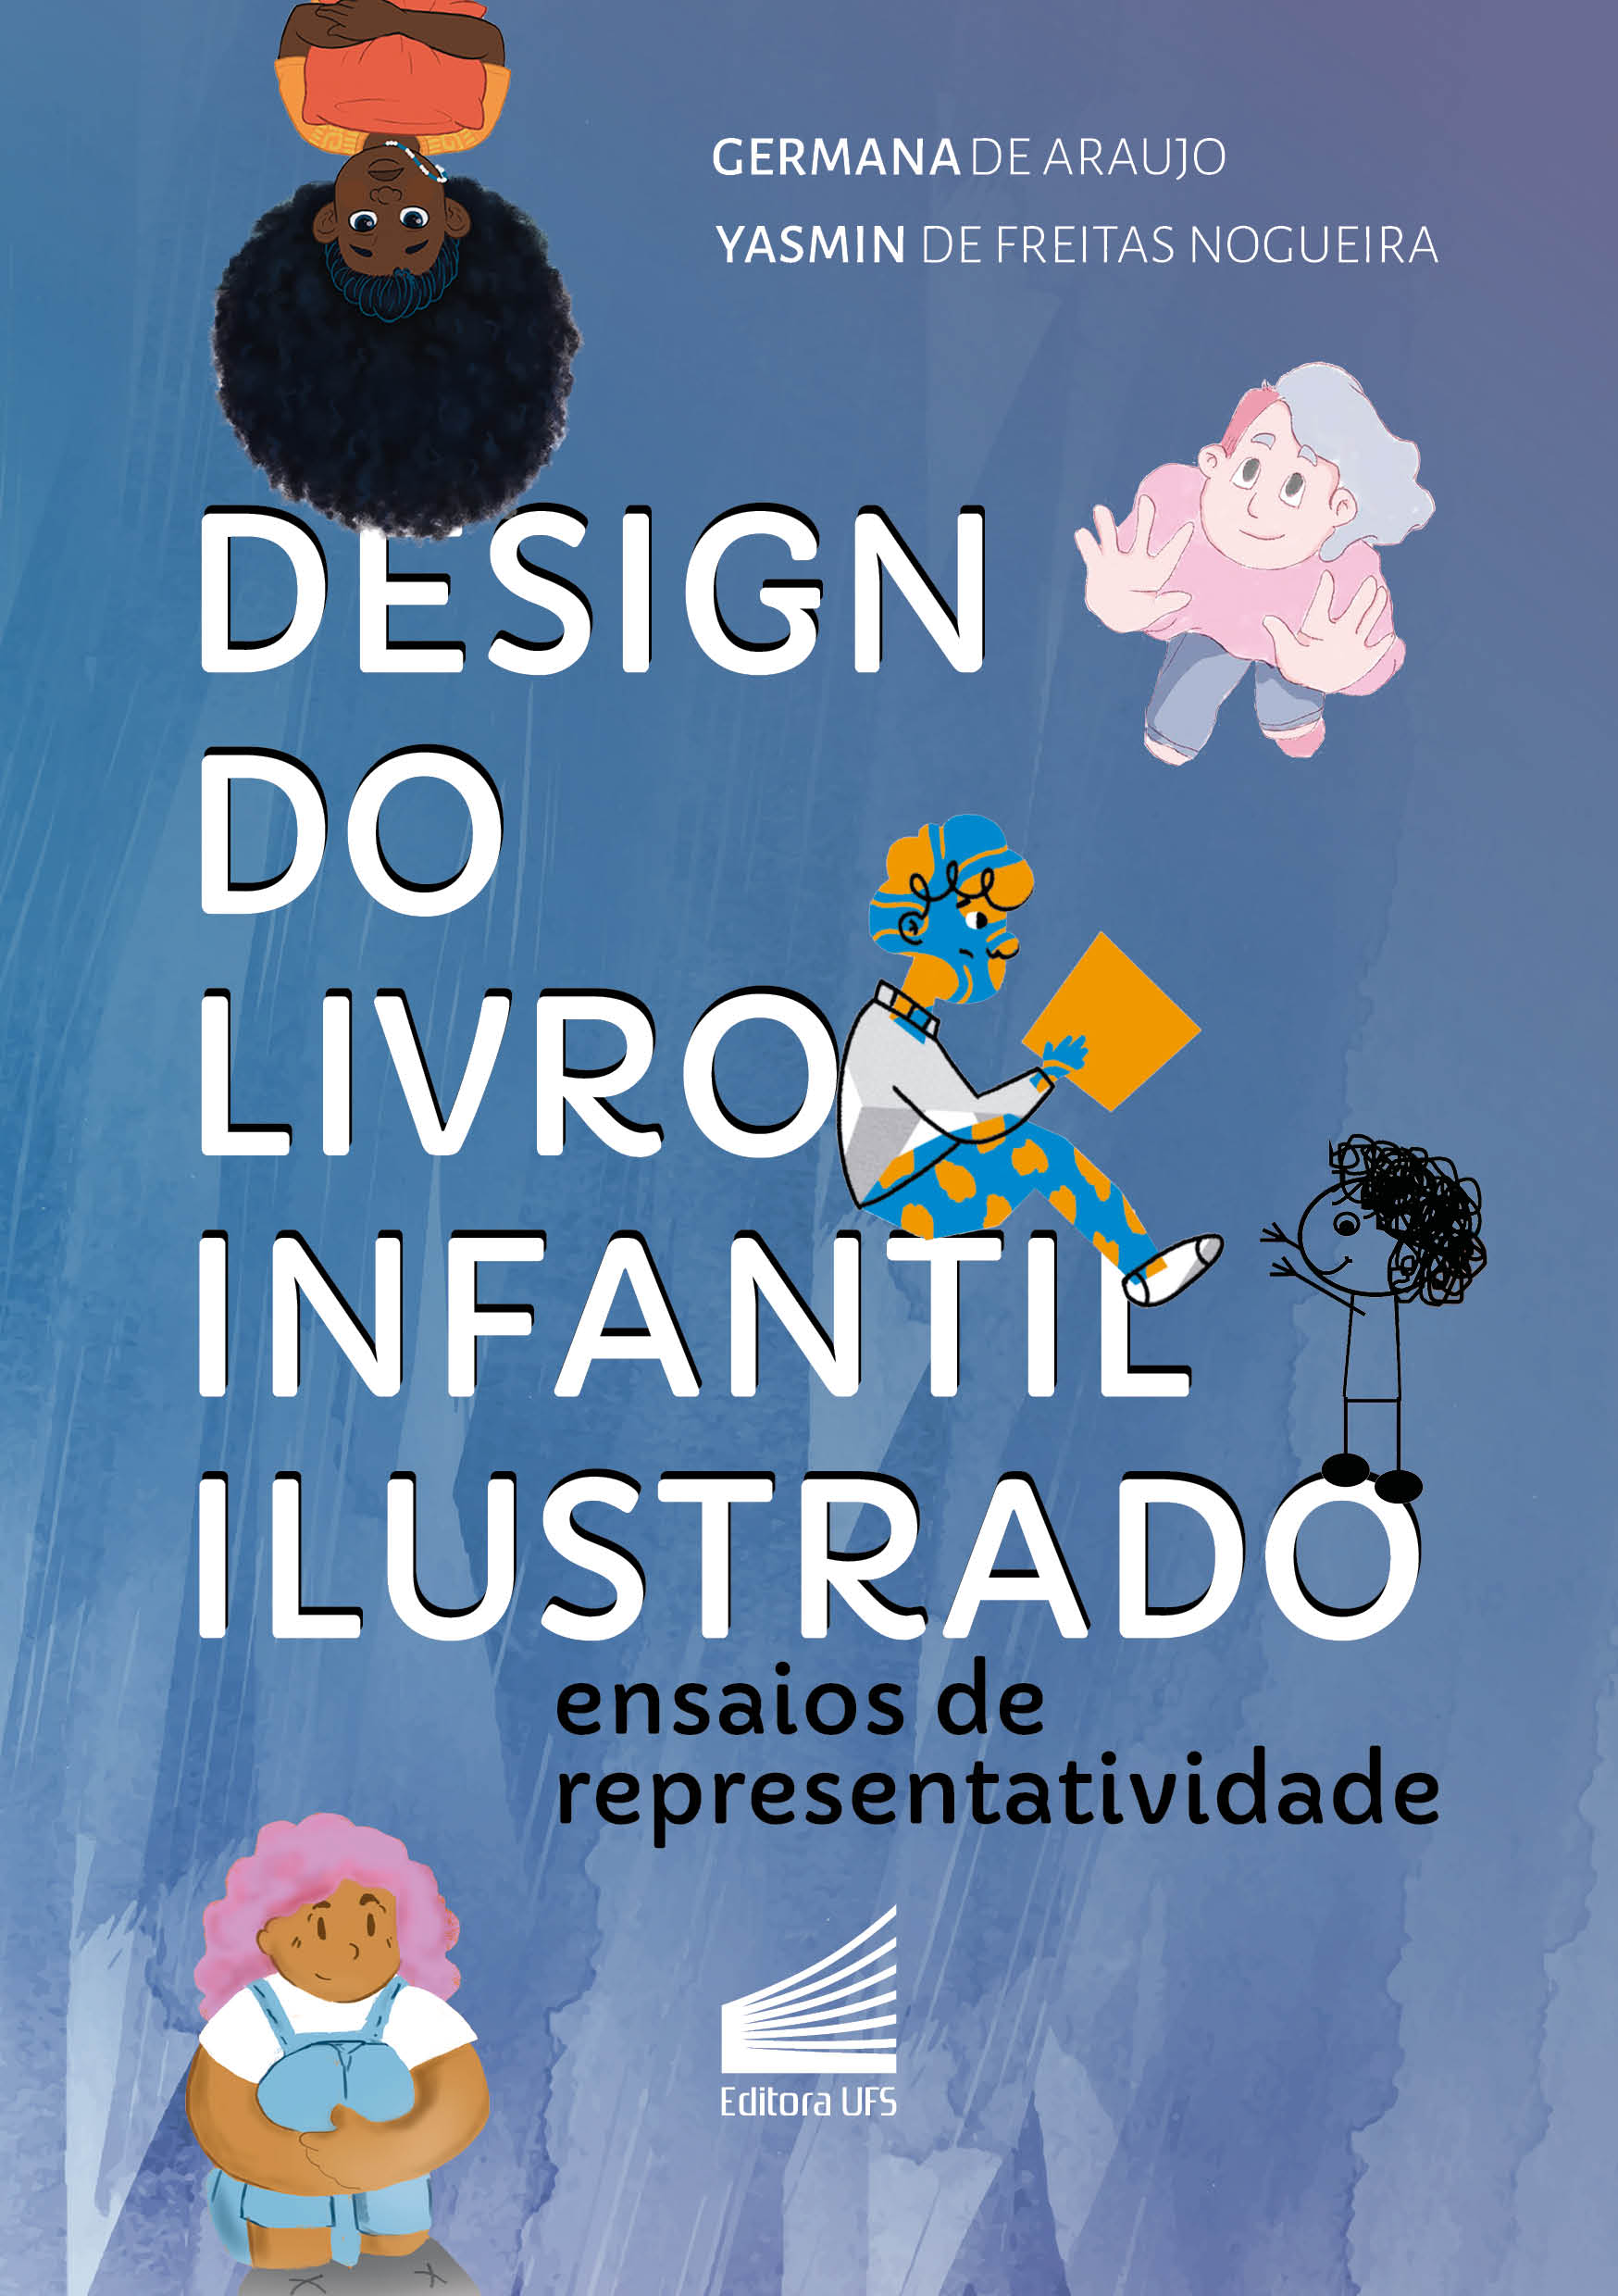 GERMANA DE ARAUJO
YASMIN DE FREITAS NOGUEIRA
DESIGN
DO
LIVRO
INFANTIL
ILUSTRADO
ensaios de
representatividade
Editora UFS